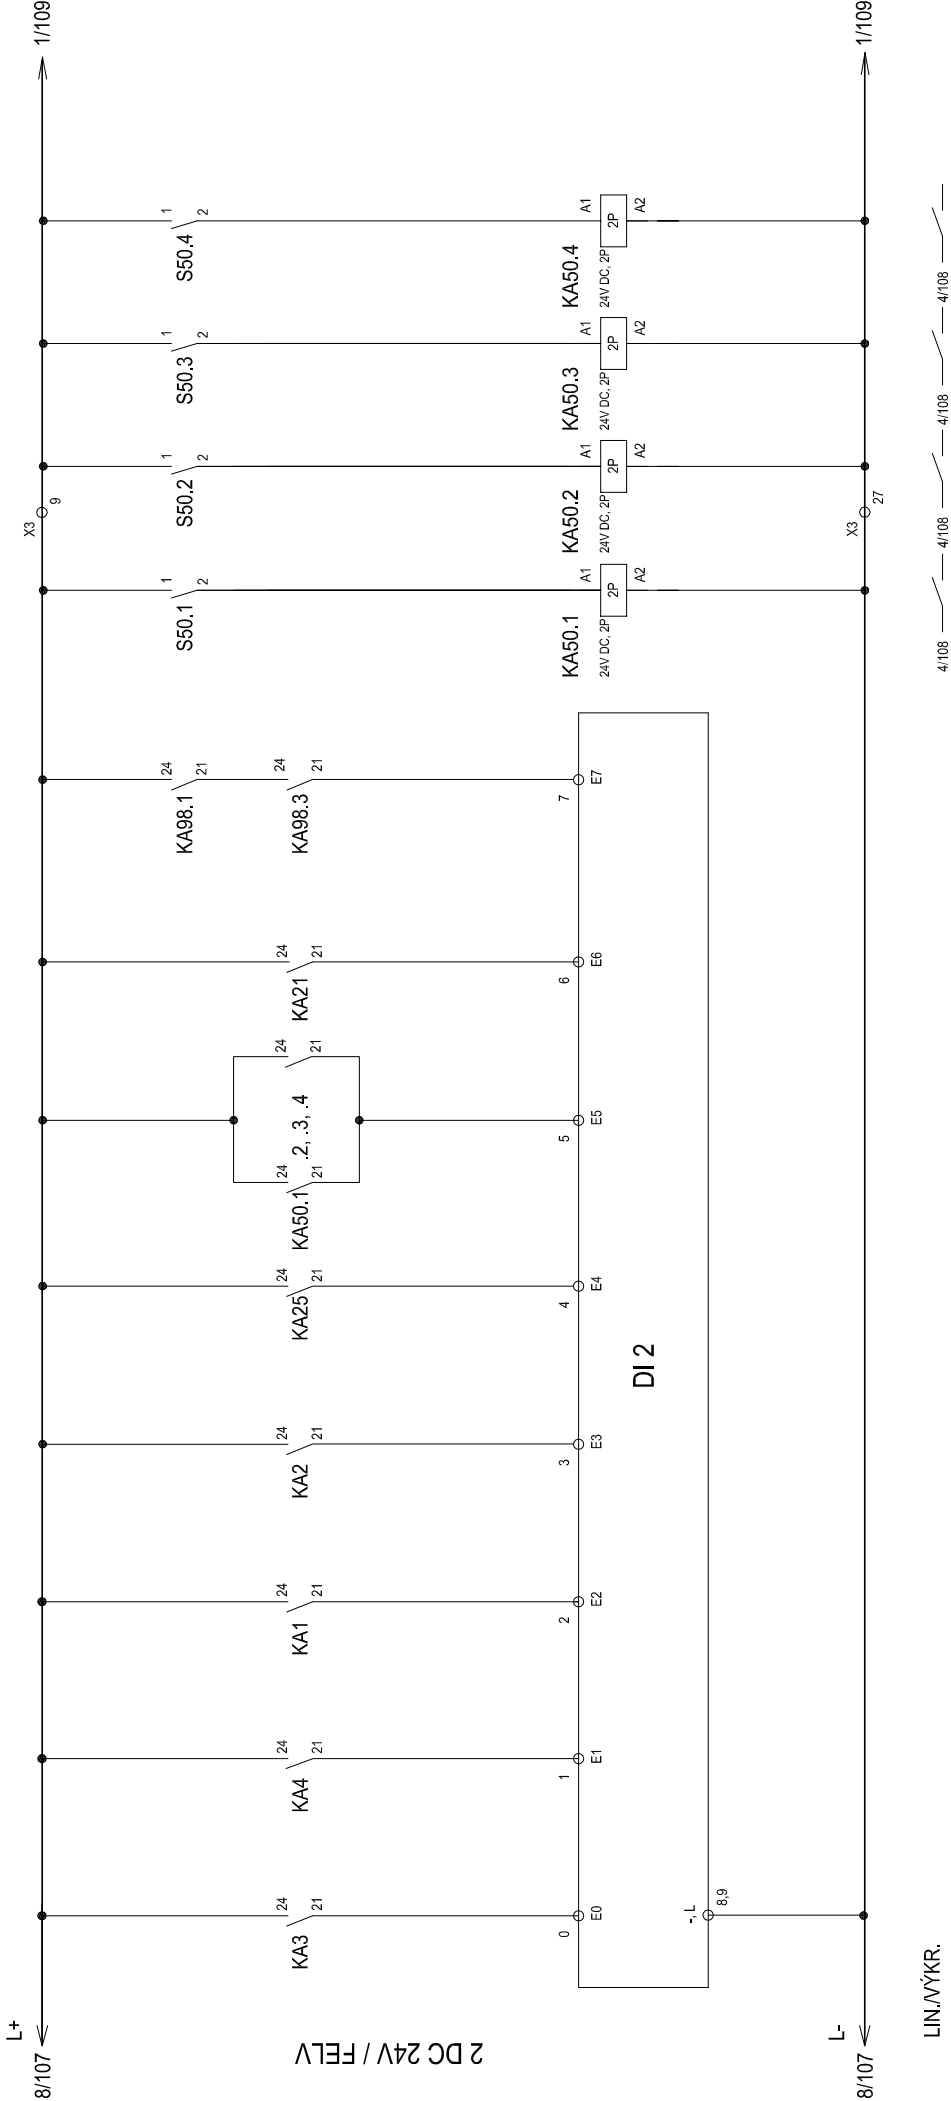 8/107
L+
X3
9
1/109
2 DC 24V / FELV
KA3
24
21
KA4
24
21
KA1
24
21
KA2
24
21
KA25
24
21
KA50.1
24
21
.2, .3, .4
24
21
KA21
24
21
KA98.1
24
21
KA98.3
24
21
S50.1
1
2
S50.2
1
2
S50.3
1
2
S50.4
1
2
0
E0
1
E1
2
E2
3
E3
4
E4
5
E5
6
E6
7
E7
DI 2
-, L
8,9
KA50.1
24V DC, 2P
A1
2P
A2
KA50.2
24V DC, 2P
A1
2P
A2
KA50.3
24V DC, 2P
A1
2P
A2
KA50.4
24V DC, 2P
A1
2P
A2
8/107
L-
X3
27
1/109
LIN./VÝKR.
4/108
4/108
4/108
4/108